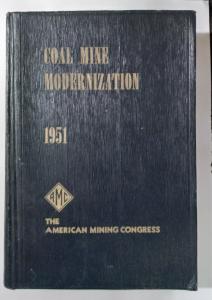 COAL MINE
MODERNIZATION
1951
AMC
THE
AMERICAN MINING CONGRESS